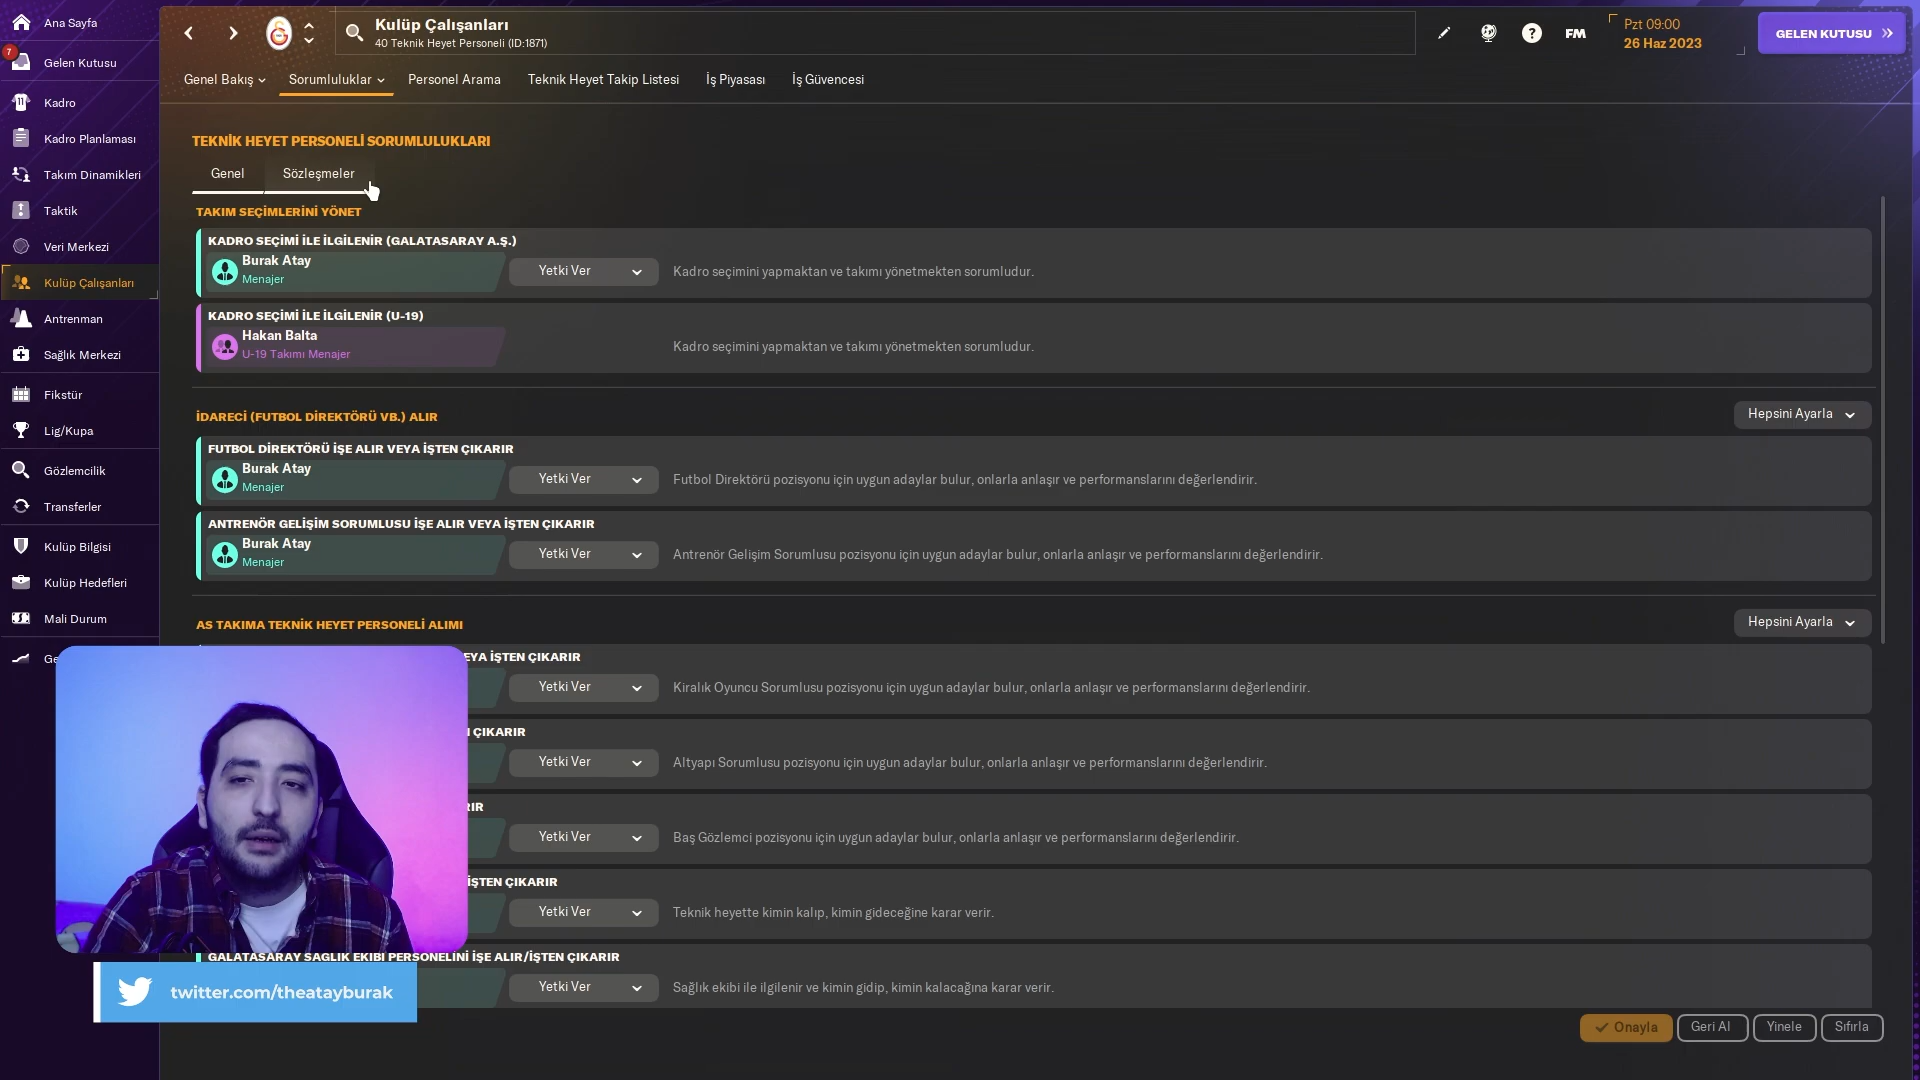 Ana Sayfa
7
Gelen Kutusu
Kadro
Kadro Planlaması
Takım Dinamikleri
Taktik
Veri Merkezi
Kulüp Çalışanları
Antrenman
Sağlık Merkezi
Fikstür
Lig/Kupa
Gözlemcilik
Transferler
Kulüp Bilgisi
Kulüp Hedefleri
Mali Durum
Kulüp Çalışanları
40 Teknik Heyet Personeli (ID:1871)
FM
Pzt 09:00
26 Haz 2023
GELEN KUTUSU
Genel Bakış
Sorumluluklar
Personel Arama
Teknik Heyet Takip Listesi
İş Piyasası
İş Güvencesi
TEKNİK HEYET PERSONELİ SORUMLULUKLARI
Genel
Sözleşmeler
TAKIM SEÇİMLERİNİ YÖNET
KADRO SEÇİMİ İLE İLGİLENİR (GALATASARAY A.Ş.)
Burak Atay
Menajer
Yetki Ver
Kadro seçimini yapmaktan ve takımı yönetmekten sorumludur.
KADRO SEÇİMİ İLE İLGİLENİR (U-19)
Hakan Balta
U-19 Takımı Menajer
Kadro seçimini yapmaktan ve takımı yönetmekten sorumludur.
İDARECİ (FUTBOL DİREKTÖRÜ VB.) ALIR
Hepsini Ayarla
FUTBOL DİREKTÖRÜ İŞE ALIR VEYA İŞTEN ÇIKARIR
Burak Atay
Menajer
Yetki Ver
Futbol Direktörü pozisyonu için uygun adaylar bulur, onlarla anlaşır ve performanslarını değerlendirir.
ANTRENÖR GELİŞİM SORUMLUSU İŞE ALIR VEYA İŞTEN ÇIKARIR
Burak Atay
Menajer
Yetki Ver
Antrenör Gelişim Sorumlusu pozisyonu için uygun adaylar bulur, onlarla anlaşır ve performanslarını değerlendirir.
AS TAKIMA TEKNİK HEYET PERSONELİ ALIMI
Hepsini Ayarla
İŞTEN ÇIKARIR
Yetki Ver
Kiralık Oyuncu Sorumlusu pozisyonu için uygun adaylar bulur, onlarla anlaşır ve performanslarını değerlendirir.
ÇIKARIR
Yetki Ver
Altyapı Sorumlusu pozisyonu için uygun adaylar bulur, onlarla anlaşır ve performanslarını değerlendirir.
Yetki Ver
Baş Gözlemci pozisyonu için uygun adaylar bulur, onlarla anlaşır ve performanslarını değerlendirir.
İŞTEN ÇIKARIR
Yetki Ver
Teknik heyette kimin kalıp, kimin gideceğine karar verir.
GALATASARAY SAĞLIK EKİBİ PERSONELİNİ İŞE ALIR/İŞTEN ÇIKARIR
Yetki Ver
Sağlık ekibi ile ilgilenir ve kimin gidip, kimin kalacağına karar verir.
twitter.com/theatayburak
Onayla
Geri Al
Yinele
Sıfırla